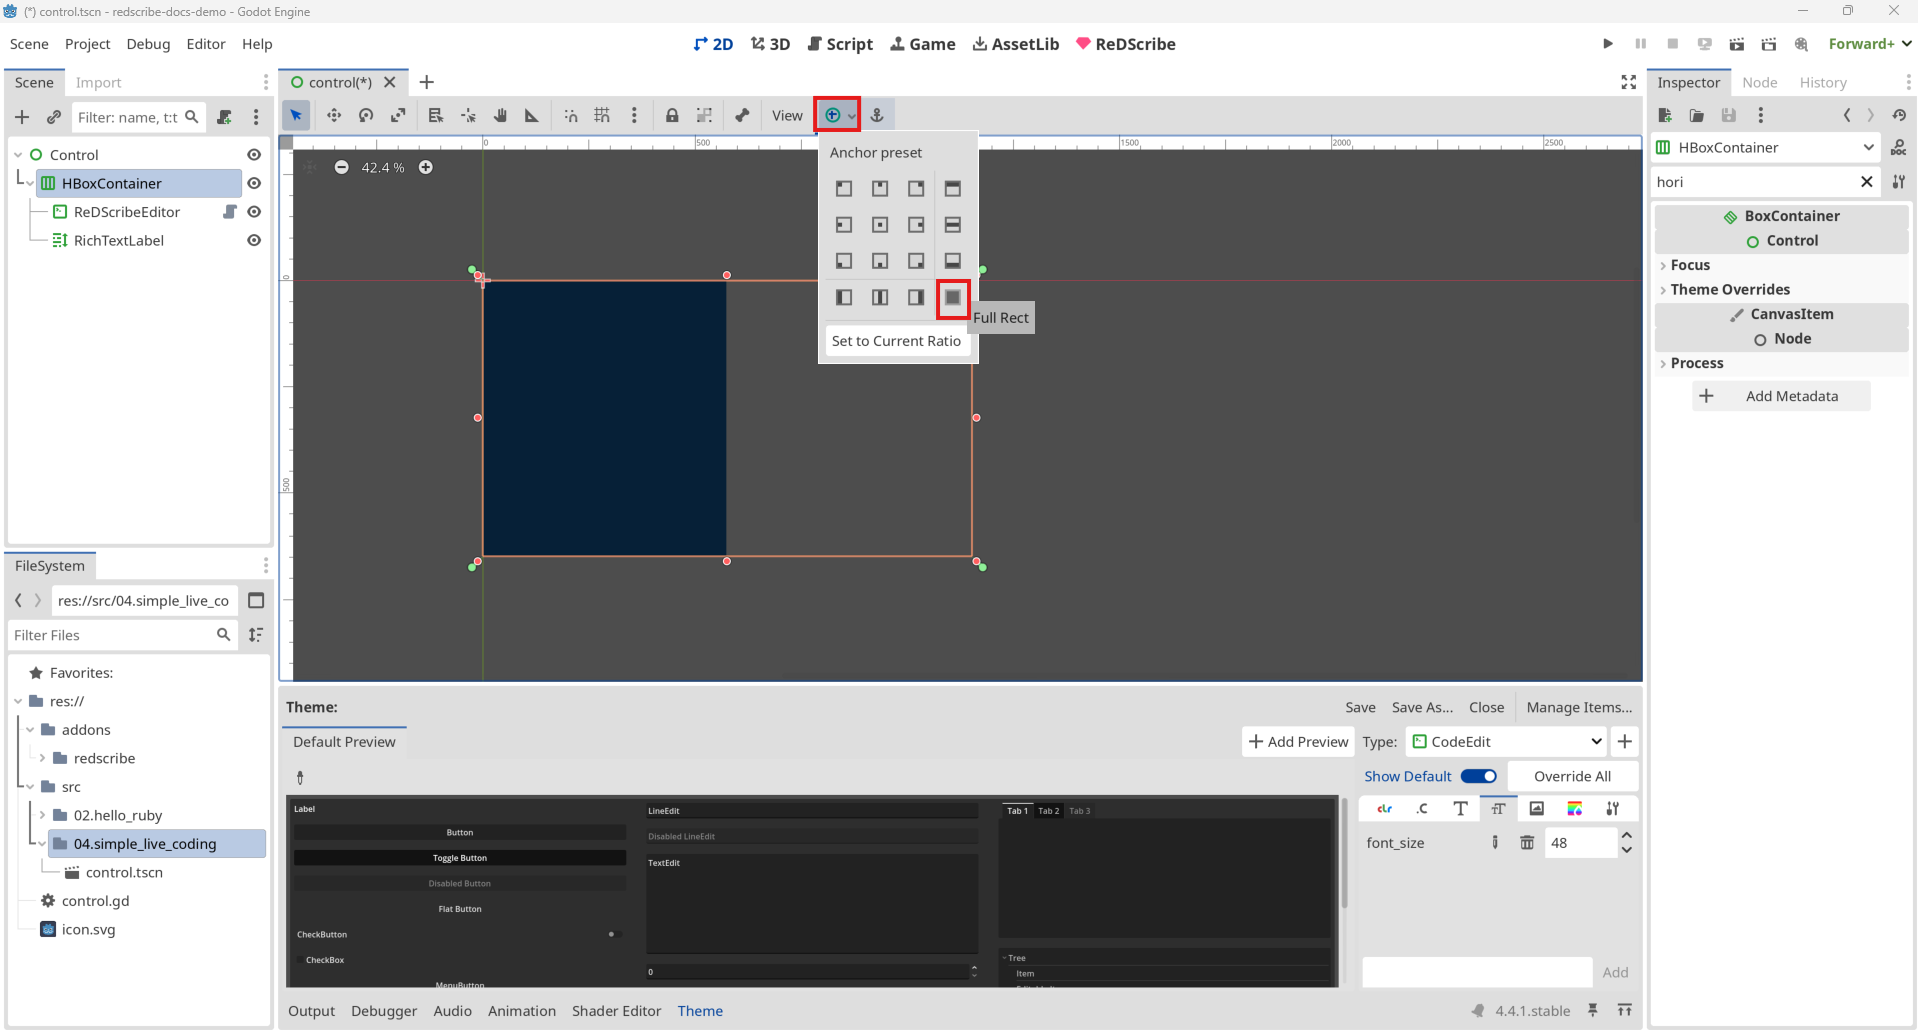 (*) control.tscn - redscribe-docs-demo - Godot Engine
Scene Project Debug Editor Help
2D 3D Script Game AssetLib ReDScribe
Forward+
Scene Import
Filter: name, t:t
Control
HBoxContainer
ReDScribeEditor
RichTextLabel
control(*)
View
0 500 1500 2000 2500
0
500
42.4 %
Anchor preset
Full Rect
Set to Current Ratio
Inspector Node History
HBoxContainer
DOC
hori
BoxContainer
Control
Focus
Theme Overrides
CanvasItem
Node
Process
Add Metadata
FileSystem
res://src/04.simple_live_co
Filter Files
Favorites:
res://
addons
redscribe
src
02.hello_ruby
04.simple_live_coding
control.tscn
control.gd
icon.svg
Theme:
Save Save As... Close Manage Items...
Default Preview
Add Preview Type: CodeEdit
Show Default Override All
font_size 48
Add
Label
Button
Toggle Button
Disabled Button
Flat Button
CheckButton
CheckBox
MenuButton
LineEdit
Disabled LineEdit
TextEdit
0
Tab 1 Tab 2 Tab 3
Tree
Item
Output Debugger Audio Animation Shader Editor Theme
4.4.1.stable